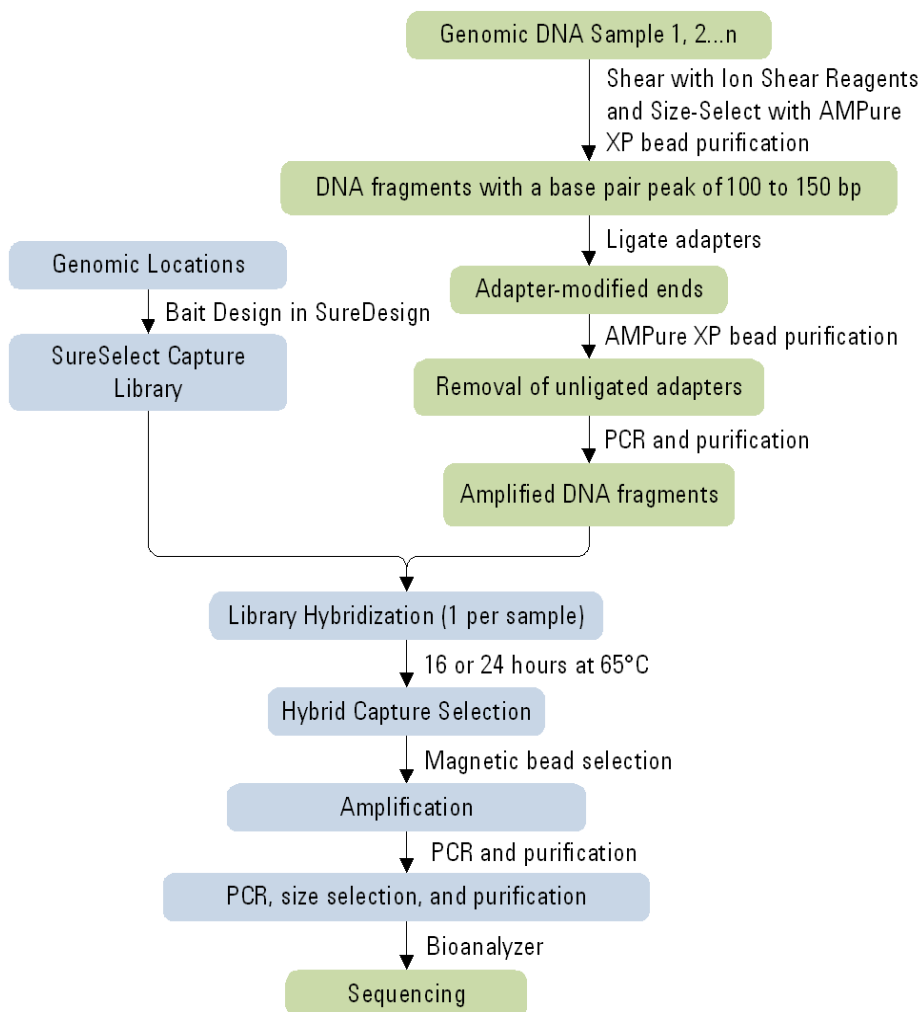 Genomic DNA Sample 1, 2...n
Shear with Ion Shear Reagents
and Size-Select with AMPure
XP bead purification
DNA fragments with a base pair peak of 100 to 150 bp
Ligate adapters
Genomic Locations
Adapter-modified ends
Bait Design in SureDesign
AMPure XP bead purification
SureSelect Capture
Library
Removal of unligated adapters
PCR and purification
Amplified DNA fragments
Library Hybridization (1 per sample)
16 or 24 hours at 65°C
Hybrid Capture Selection
Magnetic bead selection
Amplification
PCR and purification
PCR, size selection, and purification
Bioanalyzer
Sequencing